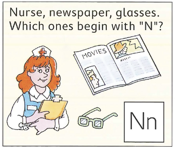 Nurse, newspaper, glasses.
Which ones begin with "N"?
MOVIES
Nn